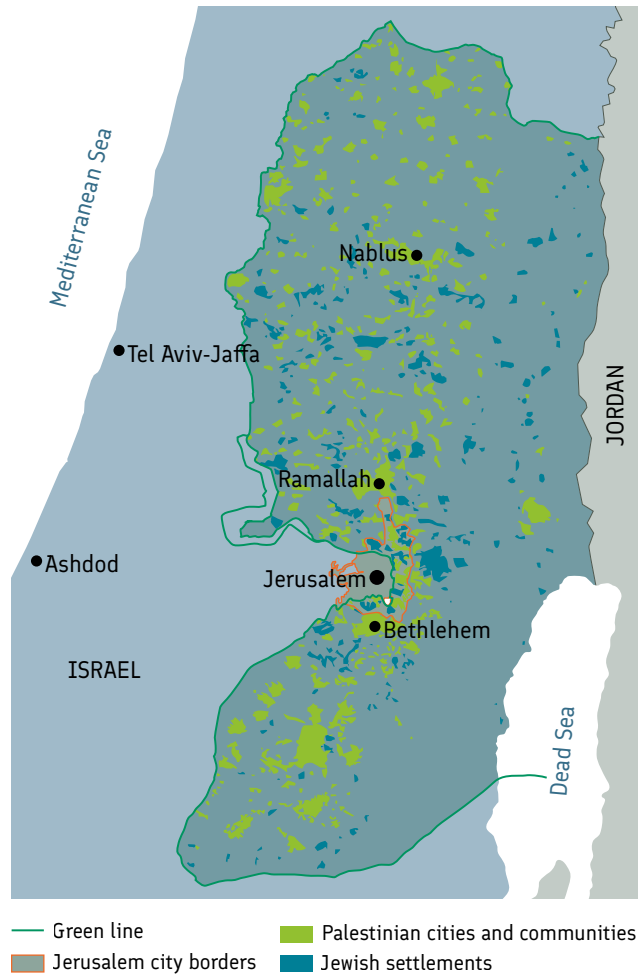 Mediterranean Sea
Nablus
Tel Aviv-Jaffa
JORDAN
Ramallah
Ashdod
Jerusalem
Bethlehem
ISRAEL
Dead Sea
Green line
Palestinian cities and communities
Jerusalem city borders
Jewish settlements